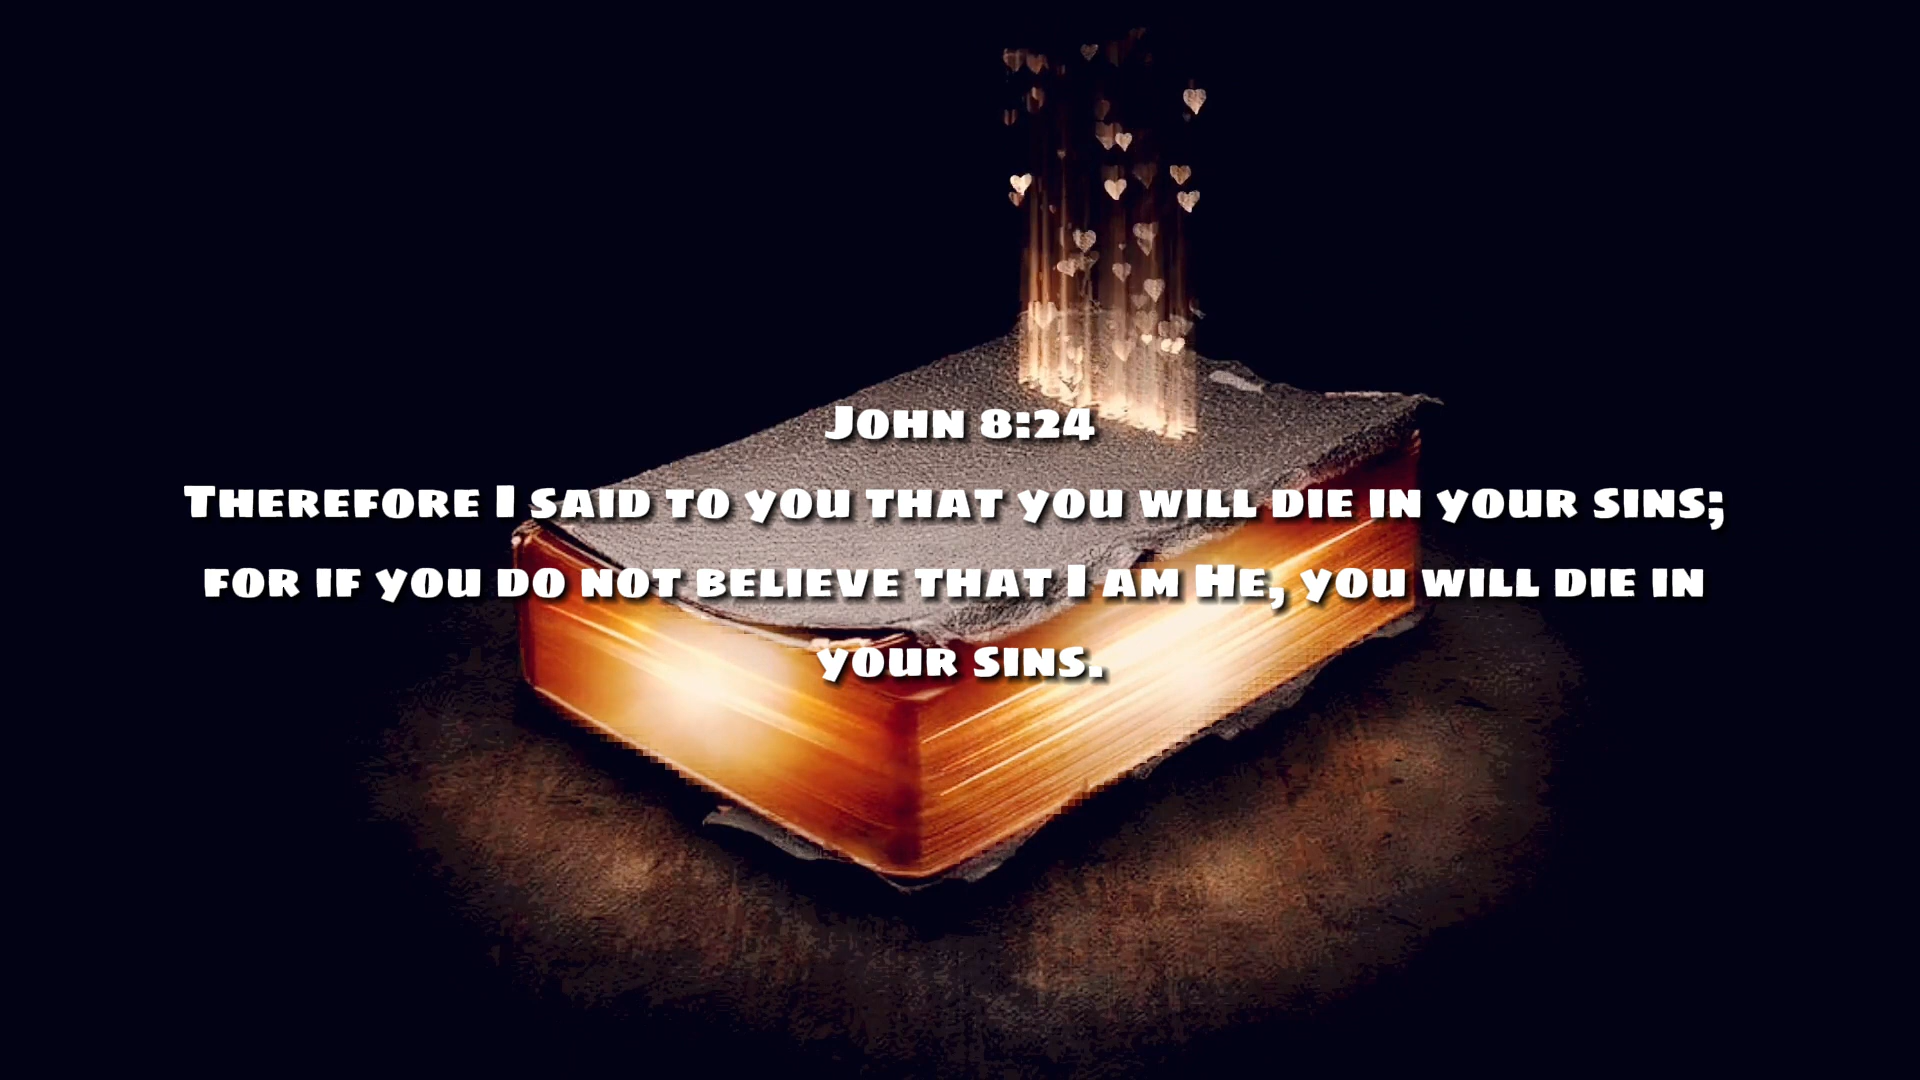 John 8:24
Therefore I said to you that you will die in your sins;
for if you do not believe that I am He, you will die in
your sins.